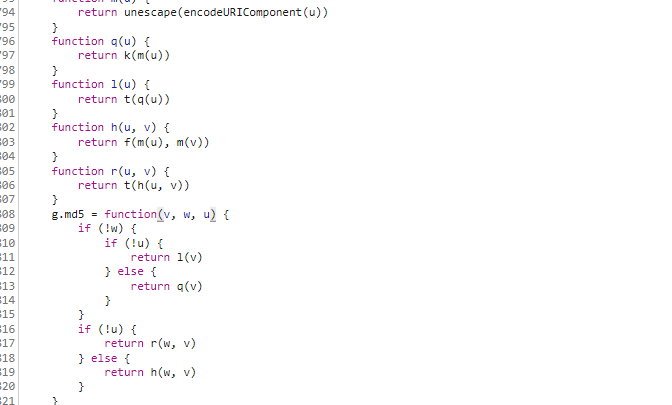 function m(u) {
794 return unescape(encodeURIComponent(u))
795 }
796 function q(u) {
797 return k(m(u))
798 }
799 function l(u) {
800 return t(q(u))
801 }
802 function h(u, v) {
803 return f(m(u), m(v))
804 }
805 function r(u, v) {
806 return t(h(u, v))
807 }
808 g.md5 = function(v, w, u) {
809 if (!w) {
810 if (!u) {
811 return l(v)
812 } else {
813 return q(v)
814 }
815 }
816 if (!u) {
817 return r(w, v)
818 } else {
819 return h(w, v)
820 }
821 }